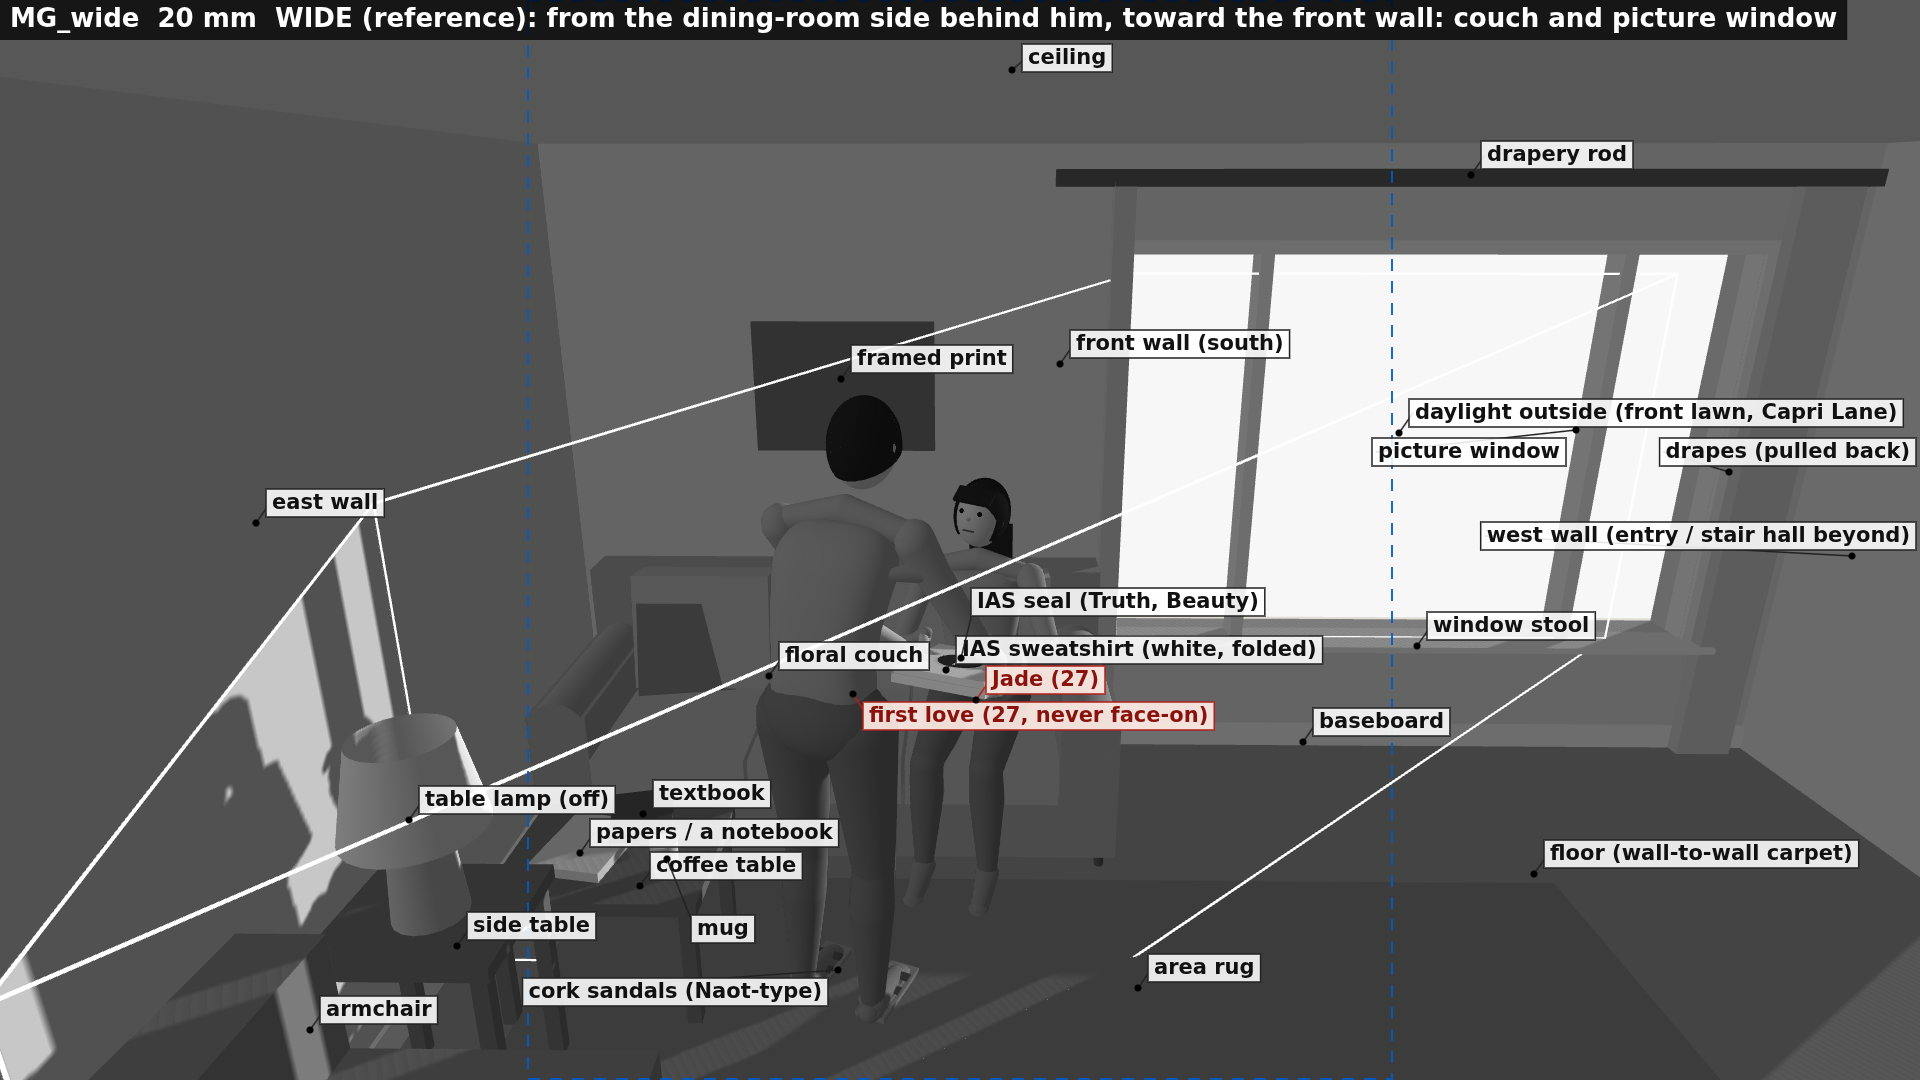 MG_wide  20 mm  WIDE (reference): from the dining-room side behind him, toward the front wall: couch and picture window
ceiling
drapery rod
front wall (south)
framed print
daylight outside (front lawn, Capri Lane)
picture window
drapes (pulled back)
east wall
west wall (entry / stair hall beyond)
IAS seal (Truth, Beauty)
window stool
IAS sweatshirt (white, folded)
floral couch
Jade (27)
first love (27, never face-on)
baseboard
textbook
table lamp (off)
papers / a notebook
coffee table
floor (wall-to-wall carpet)
side table
mug
area rug
cork sandals (Naot-type)
armchair